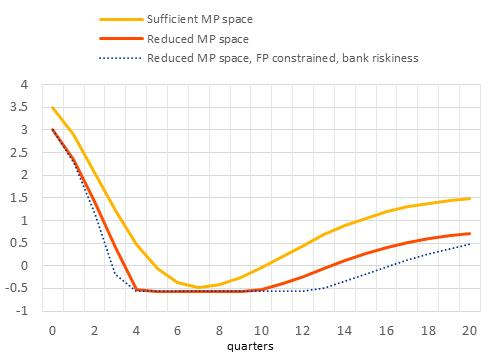 Sufficient MP space
Reduced MP space
Reduced MP space, FP constrained, bank riskiness
4
3.5
3
2.5
2
1.5
1
0.5
0
-0.5
-1
0 2 4 6 8 10 12 14 16 18 20
quarters